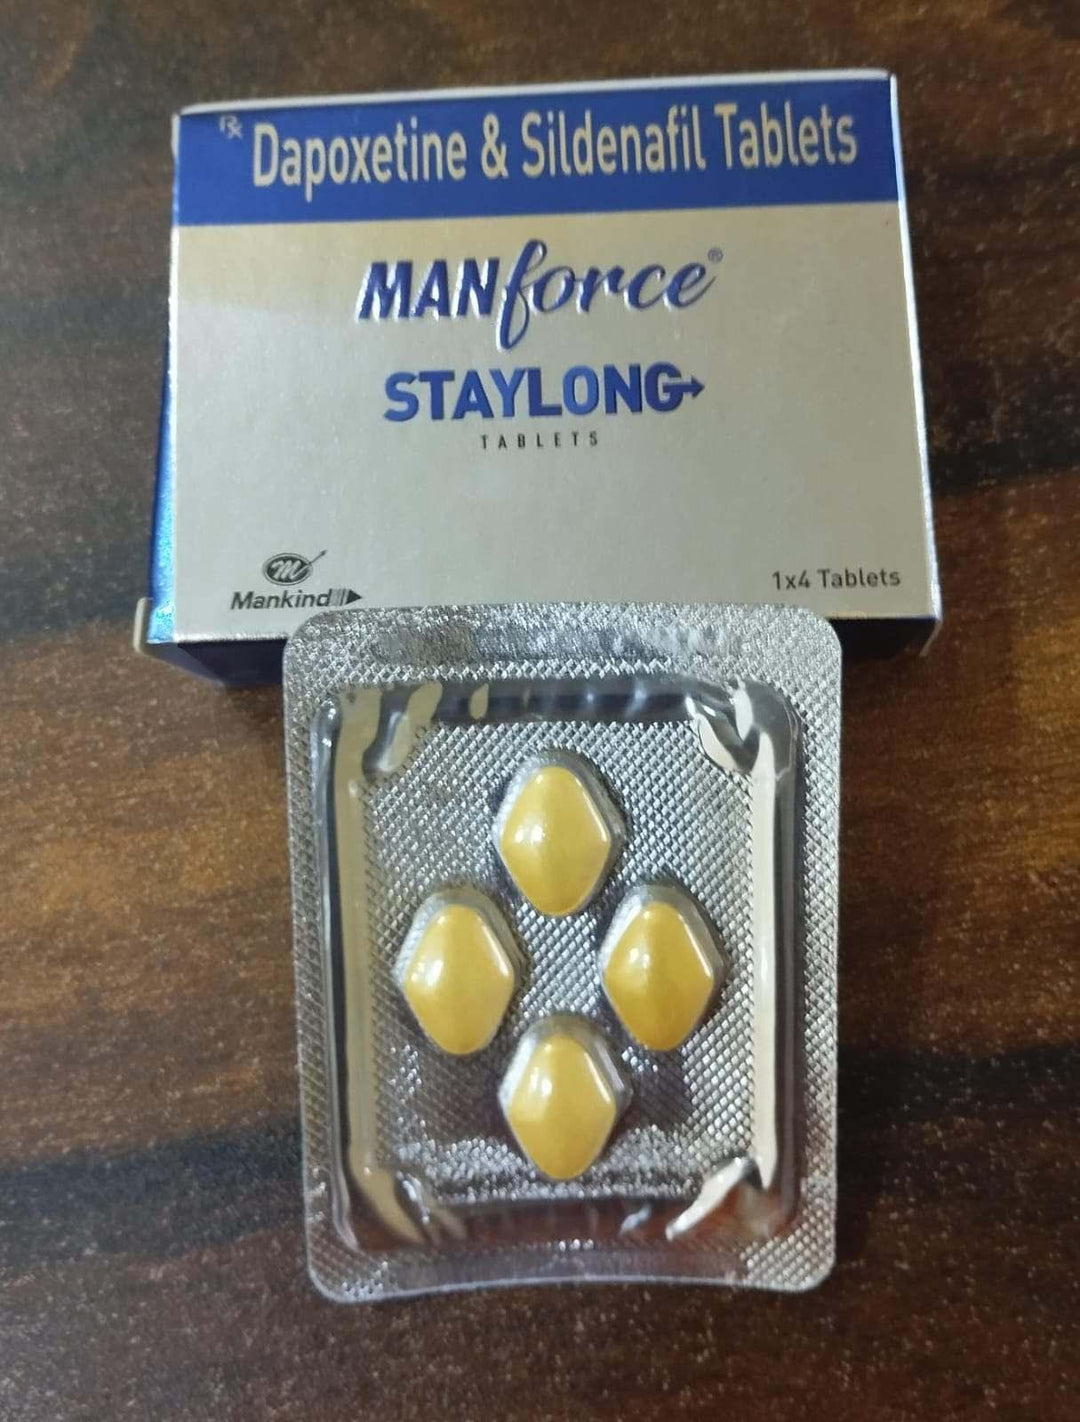 Rx Dapoxetine & Sildenafil Tablets
MANforce®
STAYLONG
TABLETS
M
Mankind
1x4 Tablets